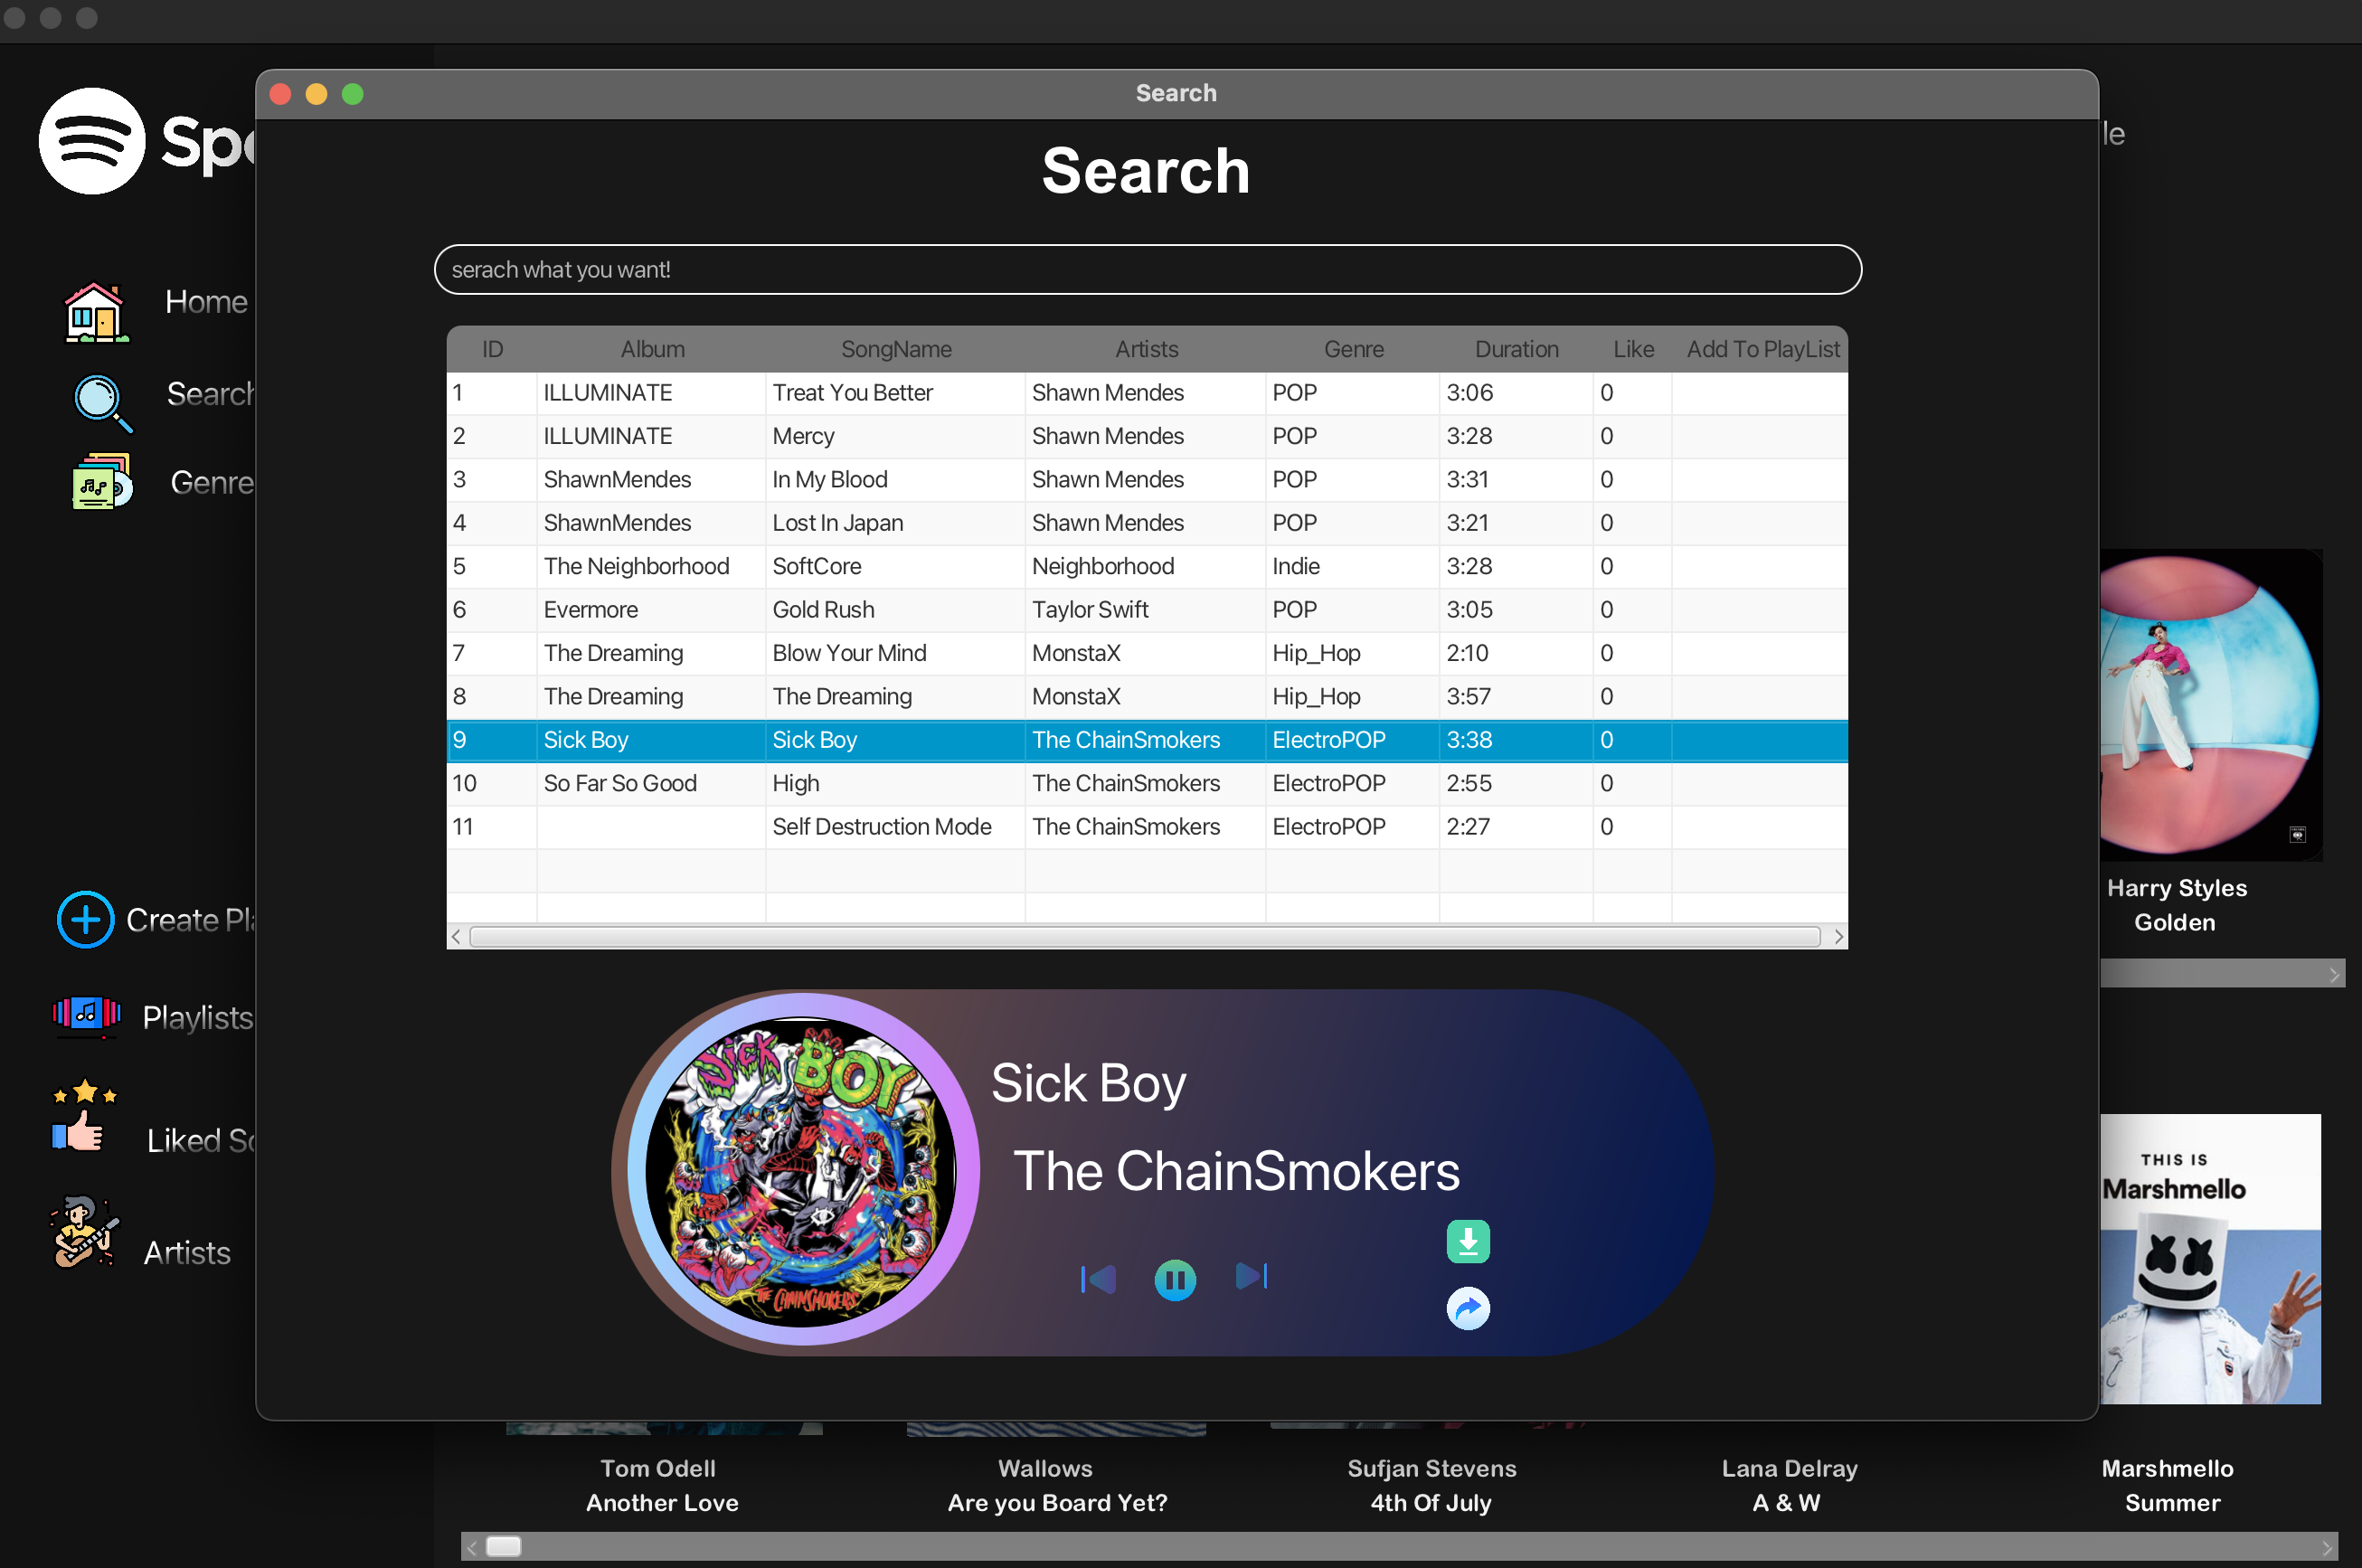 Search
Spo
le
Search
Home
serach what you want!
Search
Genre
ID Album SongName Artists Genre Duration Like Add To PlayList
1 ILLUMINATE Treat You Better Shawn Mendes POP 3:06 0
2 ILLUMINATE Mercy Shawn Mendes POP 3:28 0
3 ShawnMendes In My Blood Shawn Mendes POP 3:31 0
4 ShawnMendes Lost In Japan Shawn Mendes POP 3:21 0
5 The Neighborhood SoftCore Neighborhood Indie 3:28 0
6 Evermore Gold Rush Taylor Swift POP 3:05 0
7 The Dreaming Blow Your Mind MonstaX Hip_Hop 2:10 0
8 The Dreaming The Dreaming MonstaX Hip_Hop 3:57 0
9 Sick Boy Sick Boy The ChainSmokers ElectroPOP 3:38 0
10 So Far So Good High The ChainSmokers ElectroPOP 2:55 0
11 Self Destruction Mode The ChainSmokers ElectroPOP 2:27 0
Harry Styles
Golden
Create Pla
Playlists
Liked So
Artists
SICK BOY
THE CHAINSMOKERS
Sick Boy
The ChainSmokers
THIS IS
Marshmello
Tom Odell
Another Love
Wallows
Are you Board Yet?
Sufjan Stevens
4th Of July
Lana Delray
A & W
Marshmello
Summer